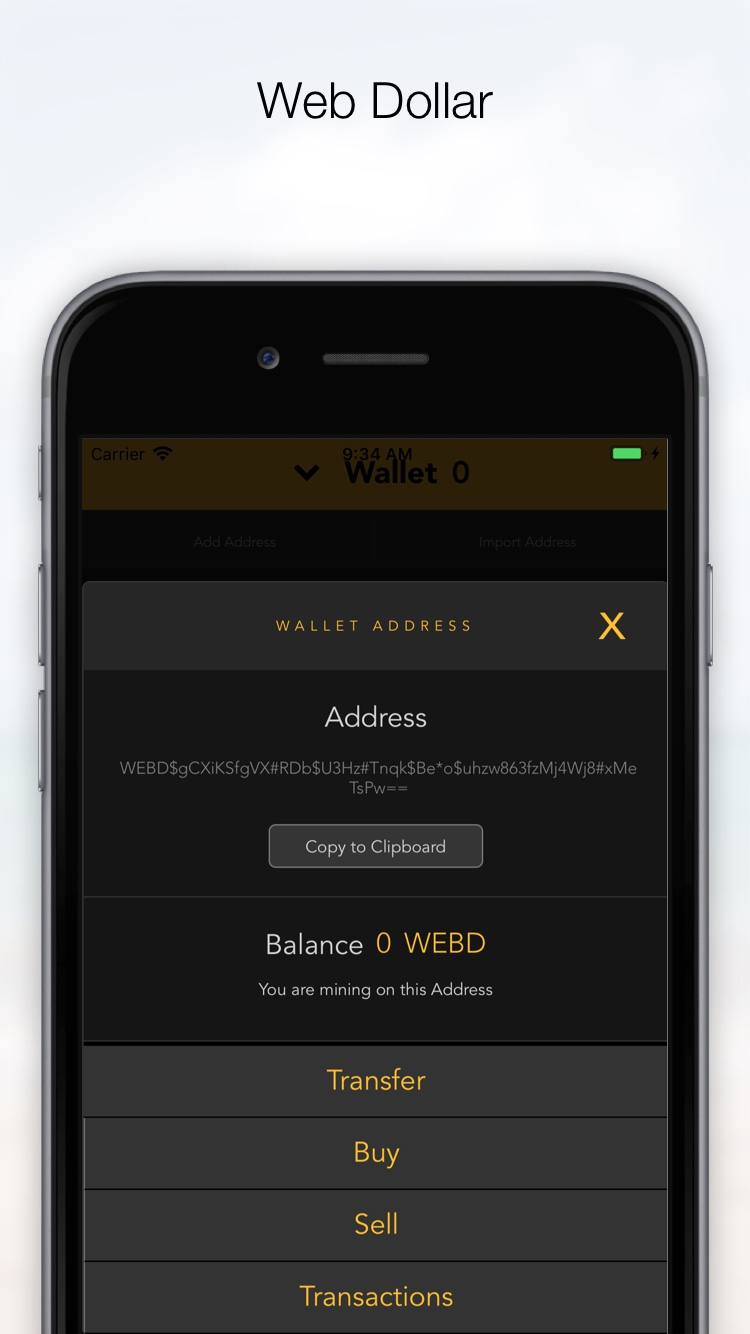 Web Dollar
Carrier 9:34 AM
Wallet 0
Add Address Import Address
WALLET ADDRESS X
Address
WEBD$gCXiKSfgVX#RDb$U3Hz#Tnqk$Be*o$uhzw863fzMj4Wj8#xMe
TsPw==
Copy to Clipboard
Balance 0 WEBD
You are mining on this Address
Transfer
Buy
Sell
Transactions